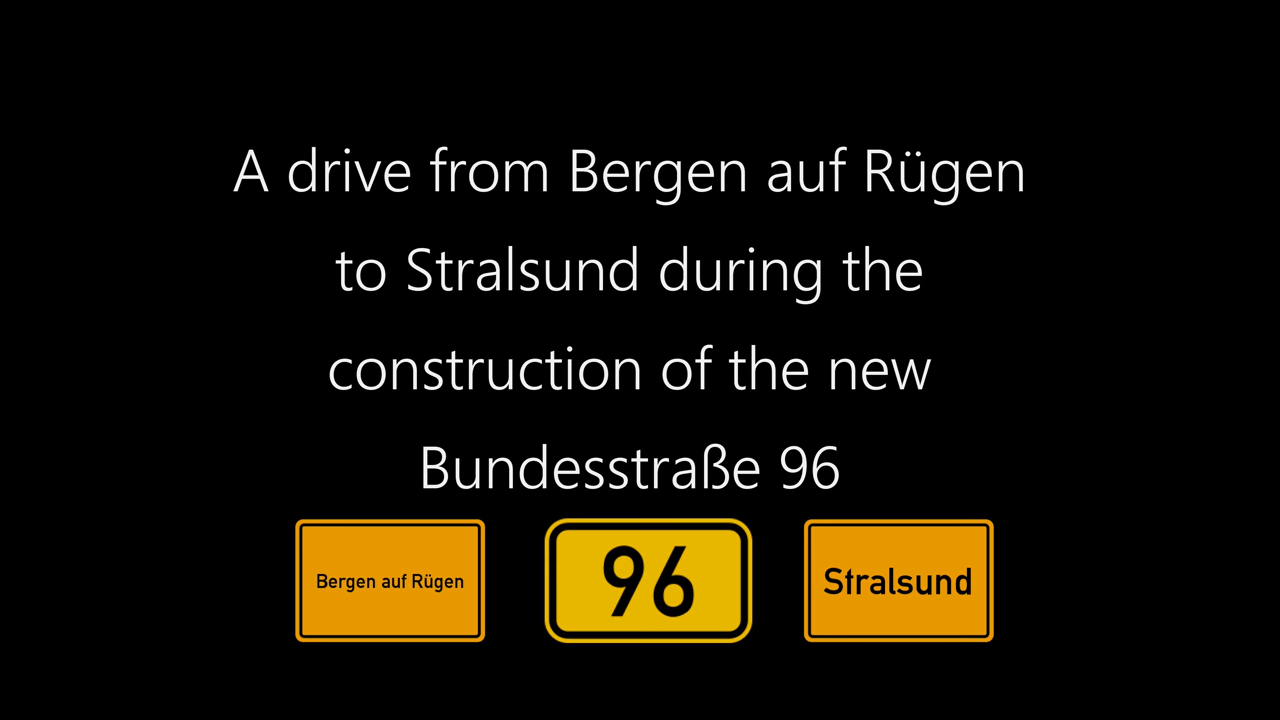 A drive from Bergen auf Rügen
to Stralsund during the
construction of the new
Bundesstraße 96
Bergen auf Rügen
96
Stralsund